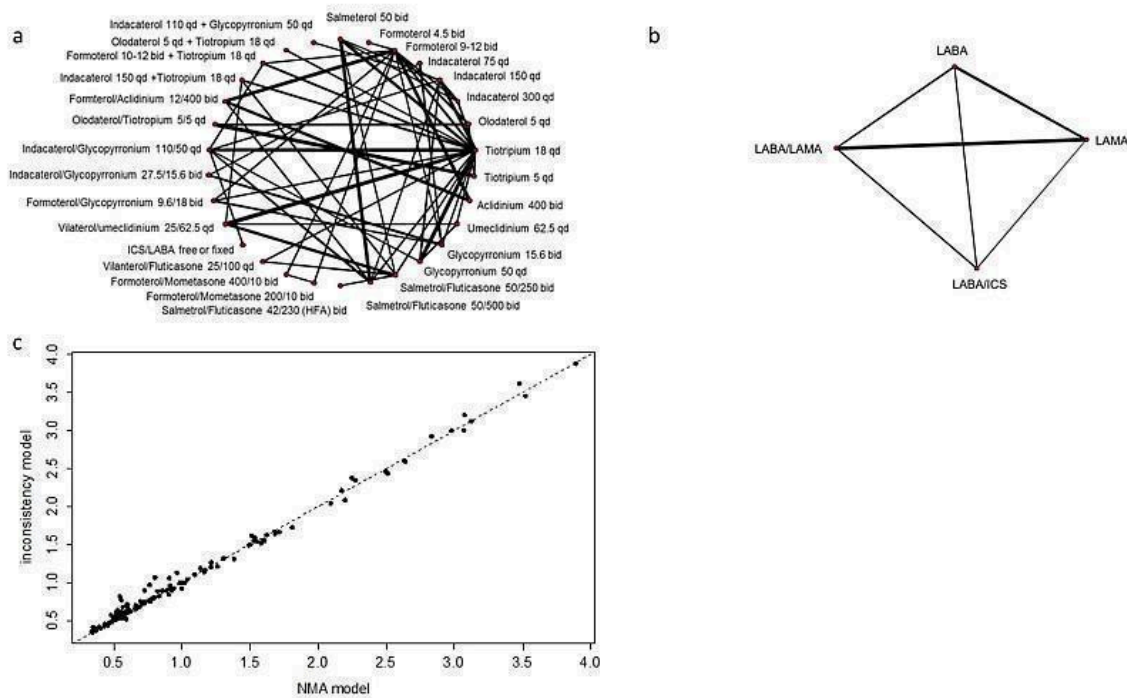 a
Indacaterol 110 qd + Glycopyrronium 50 qd
Olodaterol 5 qd + Tiotropium 18 qd
Formoterol 10-12 bid + Tiotropium 18 qd
Indacaterol 150 qd +Tiotropium 18 qd
Formterol/Aclidinium 12/400 bid
Olodaterol/Tiotropium 5/5 qd
Indacaterol/Glycopyrronium 110/50 qd
Indacaterol/Glycopyrronium 27.5/15.6 bid
Formoterol/Glycopyrronium 9.6/18 bid
Vilaterol/umeclidinium 25/62.5 qd
ICS/LABA free or fixed
Vilanterol/Fluticasone 25/100 qd
Formoterol/Mometasone 400/10 bid
Formoterol/Mometasone 200/10 bid
Salmetrol/Fluticasone 42/230 (HFA) bid
Salmeterol 50 bid
Formoterol 4.5 bid
Formoterol 9-12 bid
Indacaterol 75 qd
Indacaterol 150 qd
Indacaterol 300 qd
Olodaterol 5 qd
Tiotripium 18 qd
Tiotripium 5 qd
Aclidinium 400 bid
Umeclidinium 62.5 qd
Glycopyrronium 15.6 bid
Glycopyrronium 50 qd
Salmetrol/Fluticasone 50/250 bid
Salmetrol/Fluticasone 50/500 bid
b
LABA
LABA/LAMA
LAMA
LABA/ICS
c
inconsistency model
4.0
3.5
3.0
2.5
2.0
1.5
1.0
0.5
0.5 1.0 1.5 2.0 2.5 3.0 3.5 4.0
NMA model